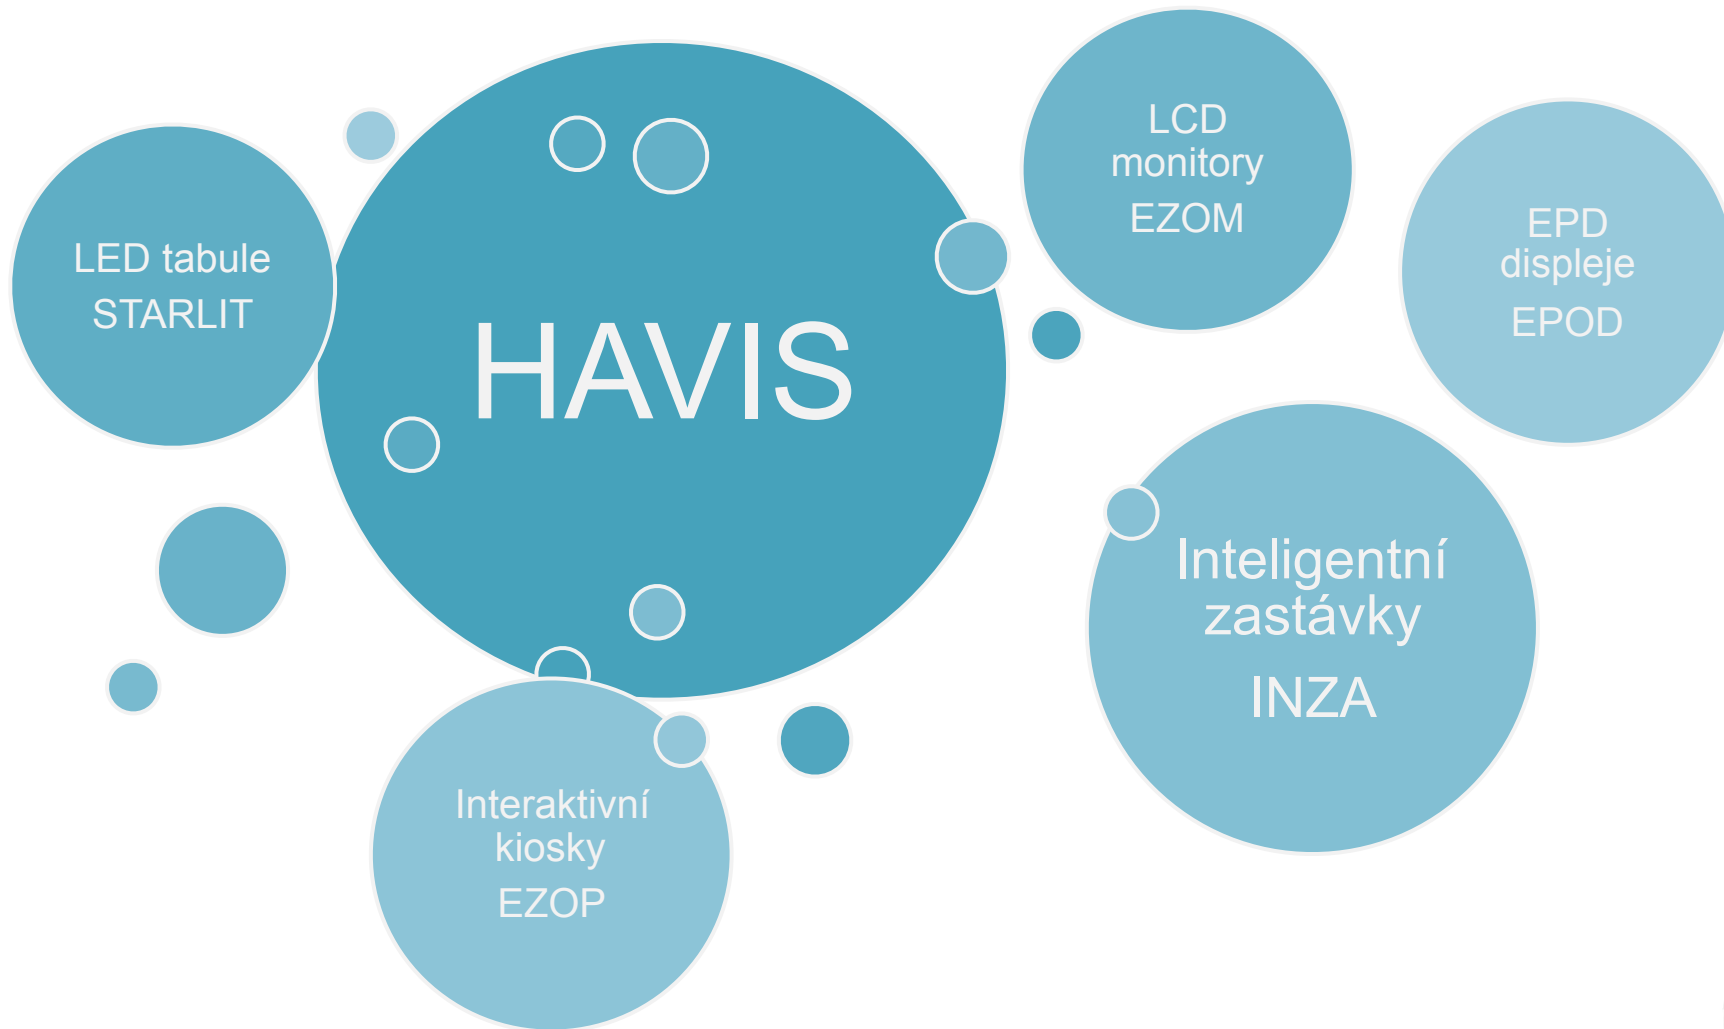 LED tabule
STARLIT
HAVIS
LCD
monitory
EZOM
EPD
displeje
EPOD
Inteligentní
zastávky
INZA
Interaktivní
kiosky
EZOP